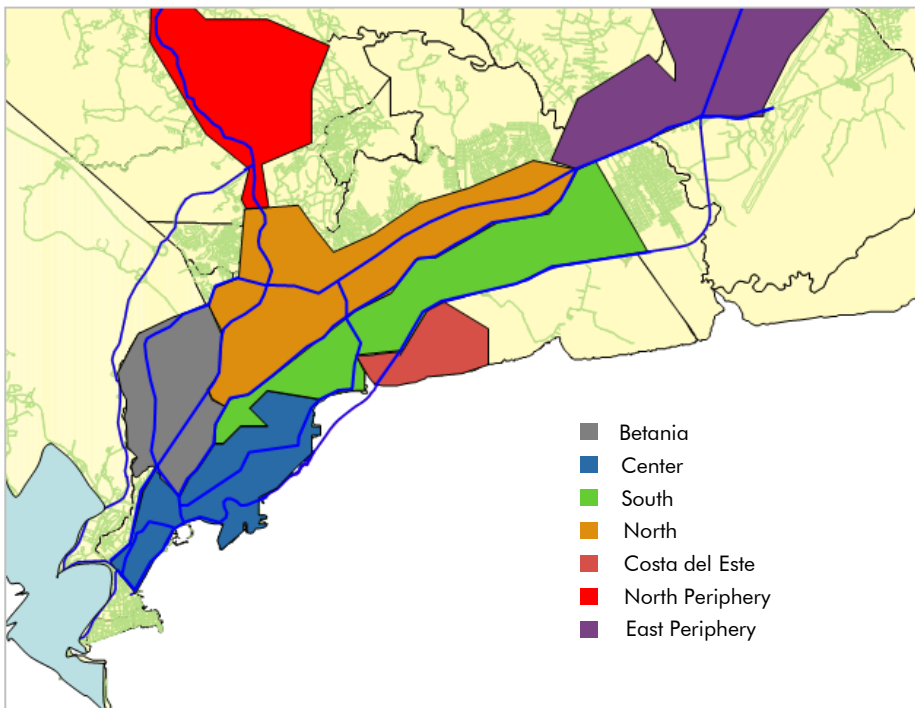 Betania
Center
South
North
Costa del Este
North Periphery
East Periphery